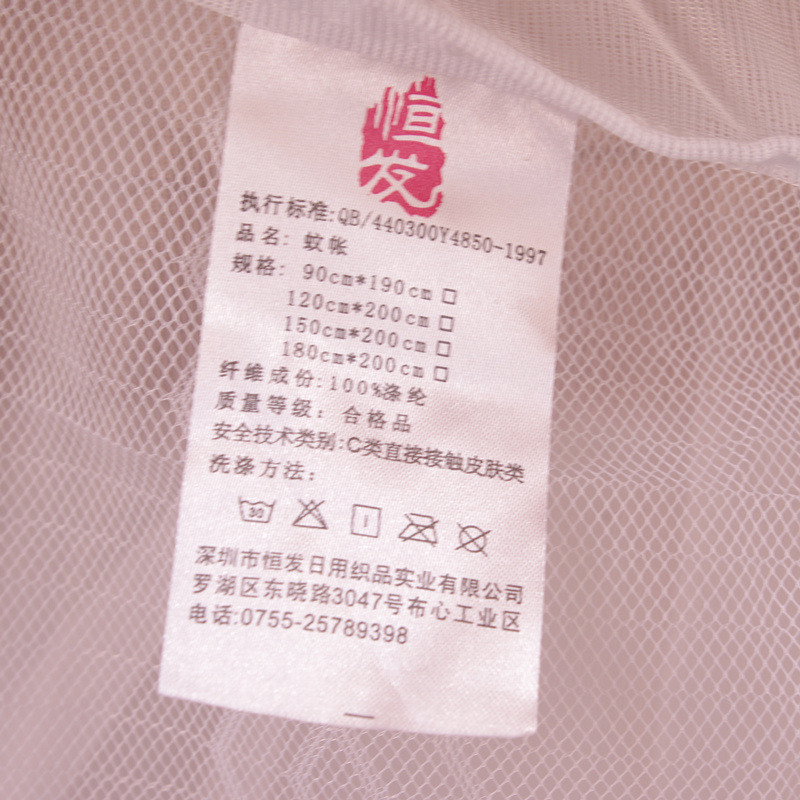 恒
发
执行标准:QB/440300Y4850-1997
品名: 蚊帐
规格: 90cm*190cm □
120cm*200cm □
150cm*200cm □
180cm*200cm □
纤维成份:100%涤纶
质量等级: 合格品
安全技术类别:C类直接接触皮肤类
洗涤方法:
30
深圳市恒发日用织品实业有限公司
罗湖区东晓路3047号布心工业区
电话:0755-25789398